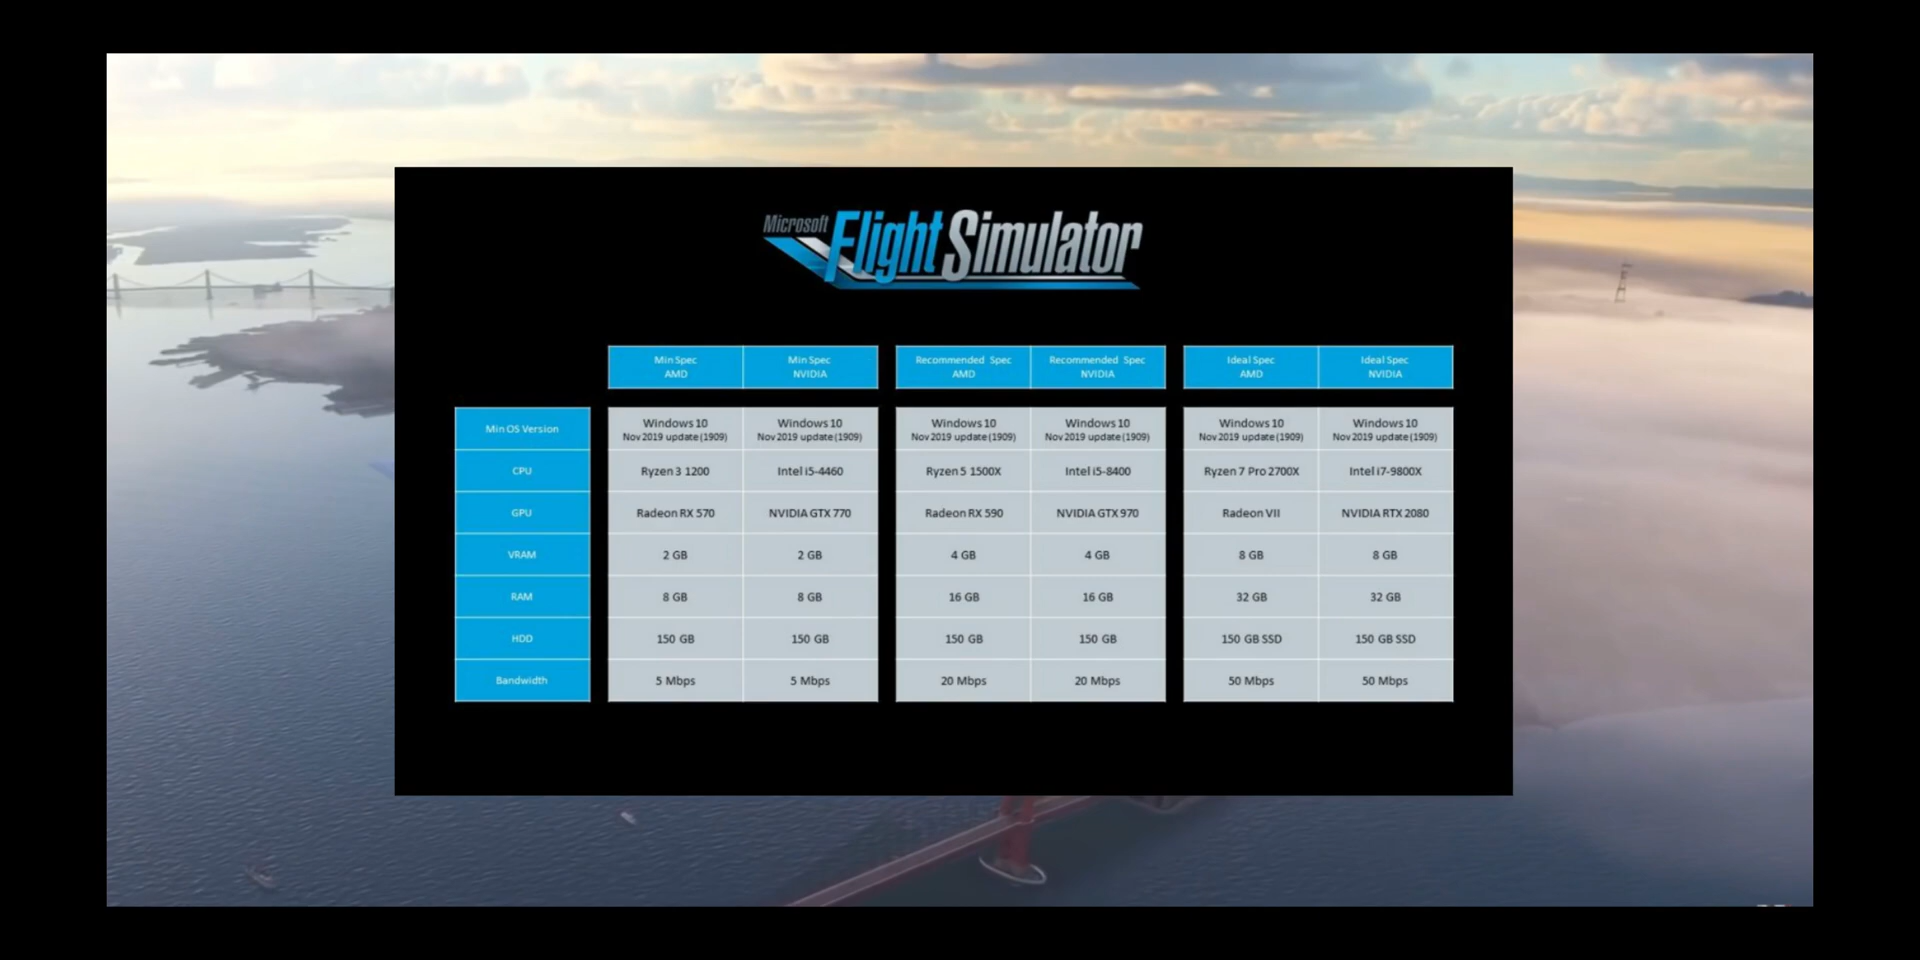 Microsoft Flight Simulator
Min Spec AMD
Min Spec NVIDIA
Recommended Spec AMD
Recommended Spec NVIDIA
Ideal Spec AMD
Ideal Spec NVIDIA
Min OS Version
Windows 10 Nov 2019 update (1909)
Windows 10 Nov 2019 update (1909)
Windows 10 Nov 2019 update (1909)
Windows 10 Nov 2019 update (1909)
Windows 10 Nov 2019 update (1909)
Windows 10 Nov 2019 update (1909)
CPU
Ryzen 3 1200
Intel i5-4460
Ryzen 5 1500X
Intel i5-8400
Ryzen 7 Pro 2700X
Intel i7-9800X
GPU
Radeon RX 570
NVIDIA GTX 770
Radeon RX 590
NVIDIA GTX 970
Radeon VII
NVIDIA RTX 2080
VRAM
2 GB
2 GB
4 GB
4 GB
8 GB
8 GB
RAM
8 GB
8 GB
16 GB
16 GB
32 GB
32 GB
HDD
150 GB
150 GB
150 GB
150 GB
150 GB SSD
150 GB SSD
Bandwidth
5 Mbps
5 Mbps
20 Mbps
20 Mbps
50 Mbps
50 Mbps